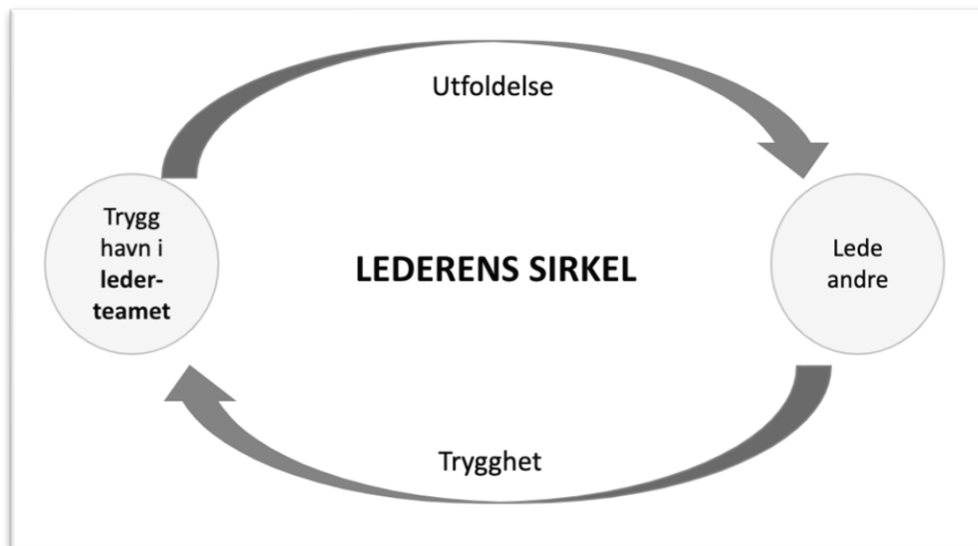 Utfoldelse
Trygg
havn i
leder-
teamet
LEDERENS SIRKEL
Lede
andre
Trygghet